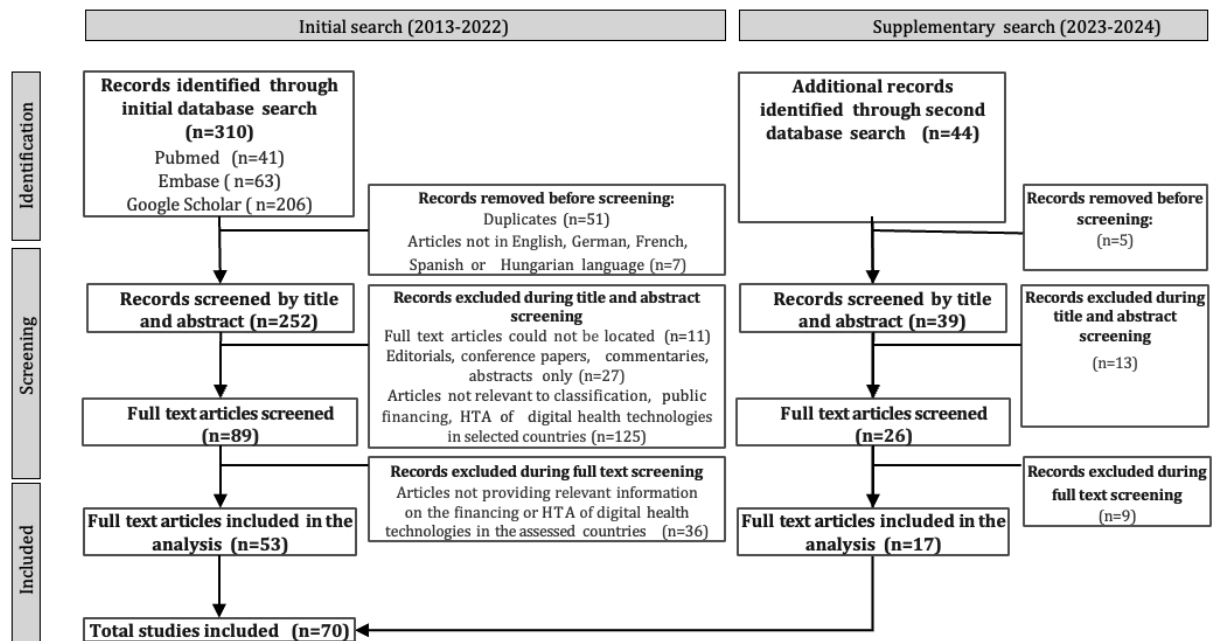 Initial search (2013-2022)
Supplementary search (2023-2024)
Identification
Records identified through
initial database search
(n=310)
Pubmed (n=41)
Embase ( n=63)
Google Scholar ( n=206)
Records removed before screening:
Duplicates (n=51)
Articles not in English, German, French,
Spanish or Hungarian language (n=7)
Additional records
identified through second
database search (n=44)
Records removed before
screening:
(n=5)
Screening
Records screened by title
and abstract (n=252)
Records excluded during title and abstract
screening
Full text articles could not be located (n=11)
Editorials, conference papers, commentaries,
abstracts only (n=27)
Articles not relevant to classification, public
financing, HTA of digital health technologies
in selected countries (n=125)
Records screened by title
and abstract (n=39)
Records excluded during
title and abstract
screening
(n=13)
Full text articles screened
(n=89)
Records excluded during full text screening
Articles not providing relevant information
on the financing or HTA of digital health
technologies in the assessed countries (n=36)
Full text articles screened
(n=26)
Records excluded during
full text screening
(n=9)
Included
Full text articles included in the
analysis (n=53)
Full text articles included in the
analysis (n=17)
Total studies included (n=70)